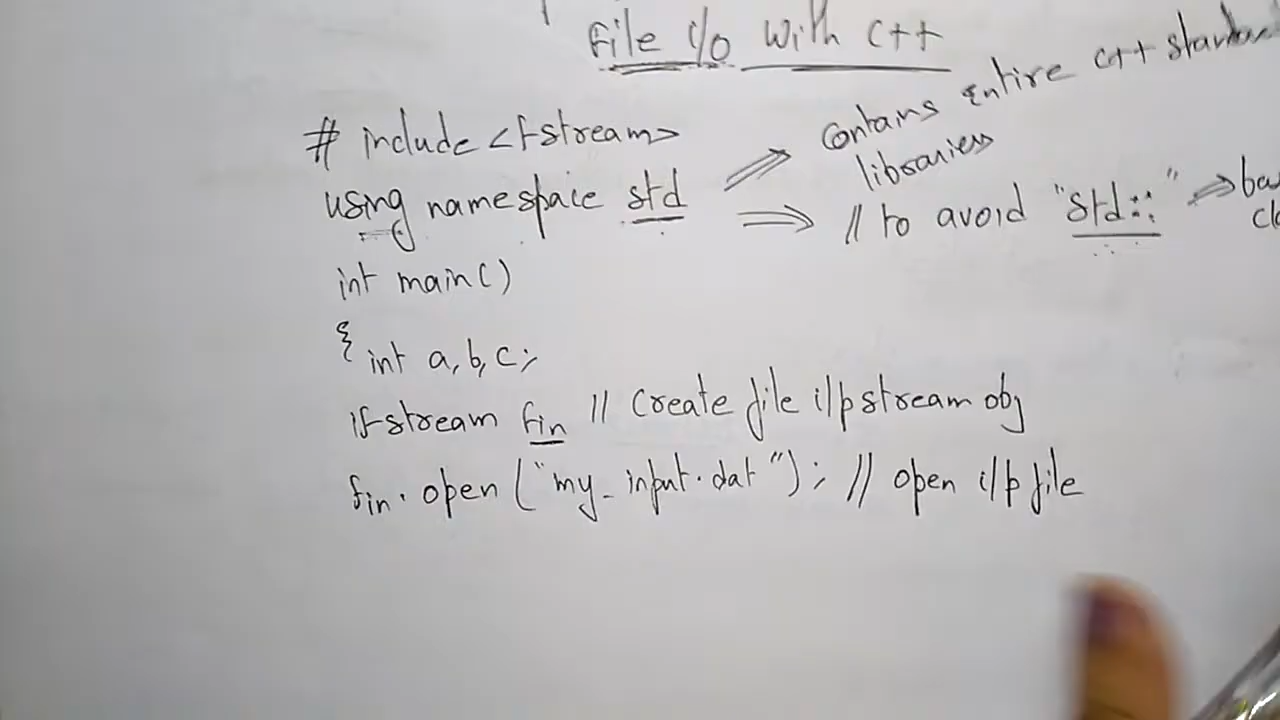 File i/o with C++
# include <fstream>
using namespace std
⇒ contains entire C++
libraries
⇒ // to avoid "std::" ⇒
int main()
{ int a, b, c;
ifstream fin // Create file i/p stream obj
fin.open ("my_input.dat"); // open i/p file